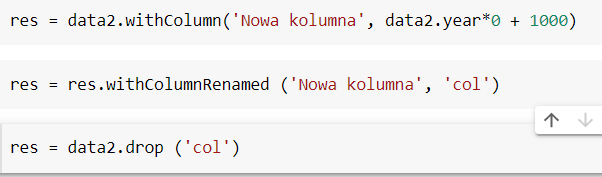 res = data2.withColumn('Nowa kolumna', data2.year*0 + 1000)
res = res.withColumnRenamed ('Nowa kolumna', 'col')
res = data2.drop ('col')